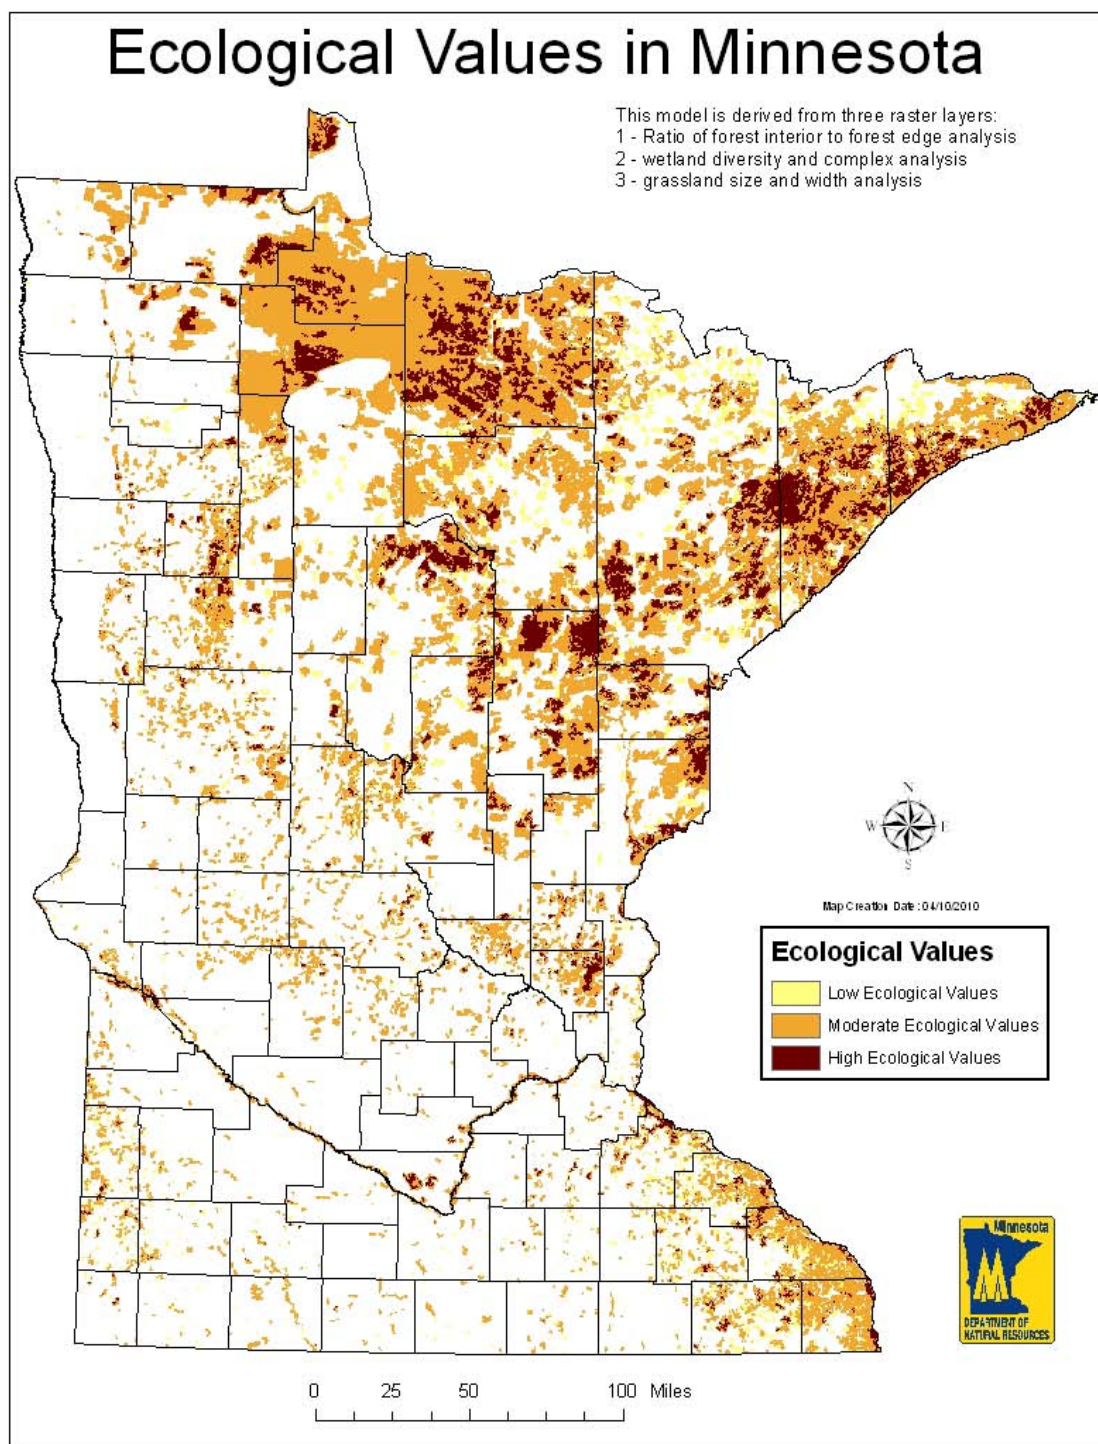 Ecological Values in Minnesota
This model is derived from three raster layers:
1 - Ratio of forest interior to forest edge analysis
2 - wetland diversity and complex analysis
3 - grassland size and width analysis
N
W E
S
Map Creation Date: 04/10/2010
Ecological Values
Low Ecological Values
Moderate Ecological Values
High Ecological Values
Minnesota
DEPARTMENT OF
NATURAL RESOURCES
0 25 50 100 Miles